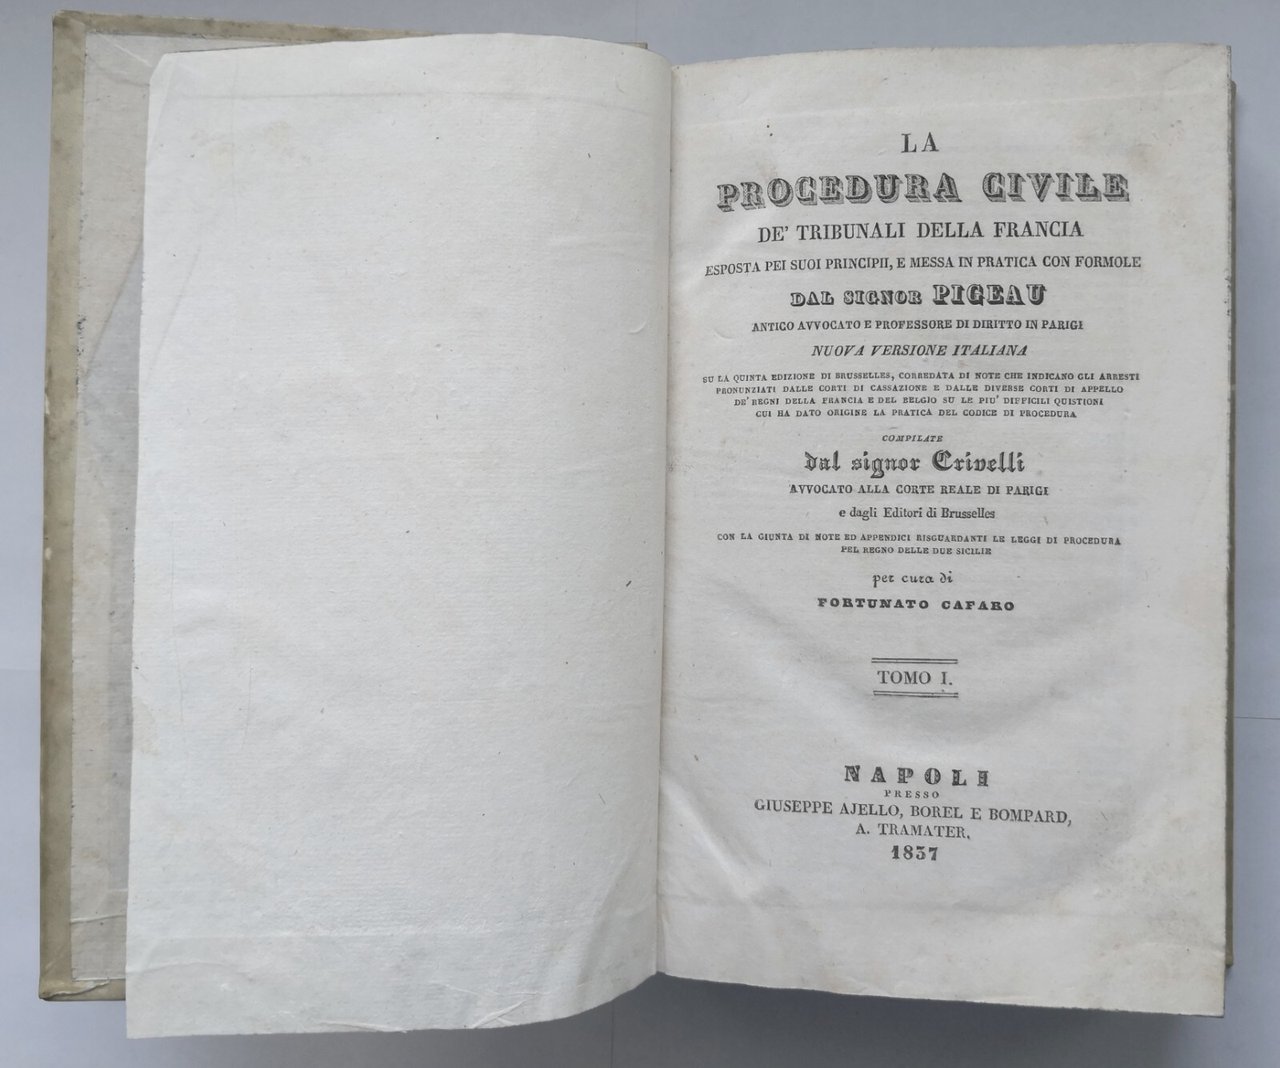 LA
PROCEDURA CIVILE
DE' TRIBUNALI DELLA FRANCIA
ESPOSTA PEI SUOI PRINCIPII, E MESSA IN PRATICA CON FORMOLE
DAL SIGNOR PIGEAU
ANTICO AVVOCATO E PROFESSORE DI DIRITTO IN PARIGI
NUOVA VERSIONE ITALIANA
SU LA QUINTA EDIZIONE DI BRUSSELLES, CORREDATA DI NOTE CHE INDICANO GLI ARRESTI
PRONUNZIATI DALLE CORTI DI CASSAZIONE E DALLE DIVERSE CORTI DI APPELLO
DE' REGNI DELLA FRANCIA E DEL BELGIO SU LE PIU' DIFFICILI QUISTIONI
CUI HA DATO ORIGINE LA PRATICA DEL CODICE DI PROCEDURA
COMPILATE
dal signor Crivelli
AVVOCATO ALLA CORTE REALE DI PARIGI
e dagli Editori di Brusselles
CON LA GIUNTA DI NOTE ED APPENDICI RISGUARDANTI LE LEGGI DI PROCEDURA
PEL REGNO DELLE DUE SICILIE
per cura di
FORTUNATO CAFARO
TOMO I.
NAPOLI
PRESSO
GIUSEPPE AJELLO, BOREL E BOMPARD,
A. TRAMATER.
1837